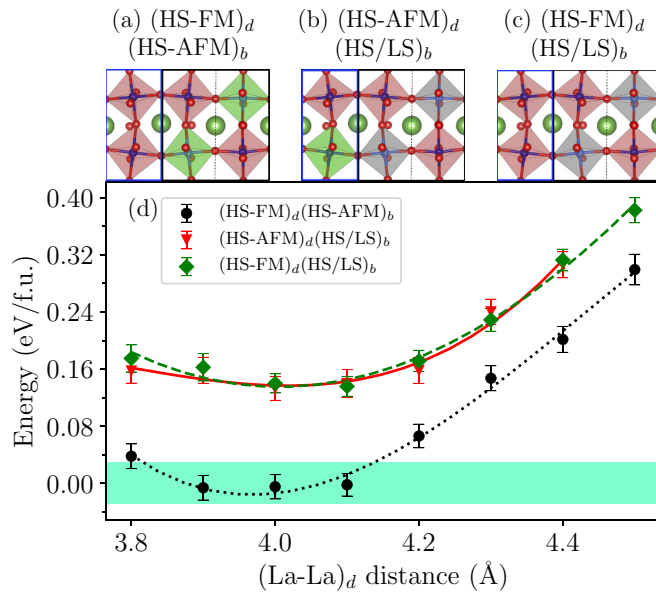 (a) (HS-FM)d
(HS-AFM)b
(b) (HS-AFM)d
(HS/LS)b
(c) (HS-FM)d
(HS/LS)b
(d)
(HS-FM)d(HS-AFM)b
(HS-AFM)d(HS/LS)b
(HS-FM)d(HS/LS)b
Energy (eV/f.u.)
0.40
0.32
0.24
0.16
0.08
0.00
3.8 4.0 4.2 4.4
(La-La)d distance (Å)